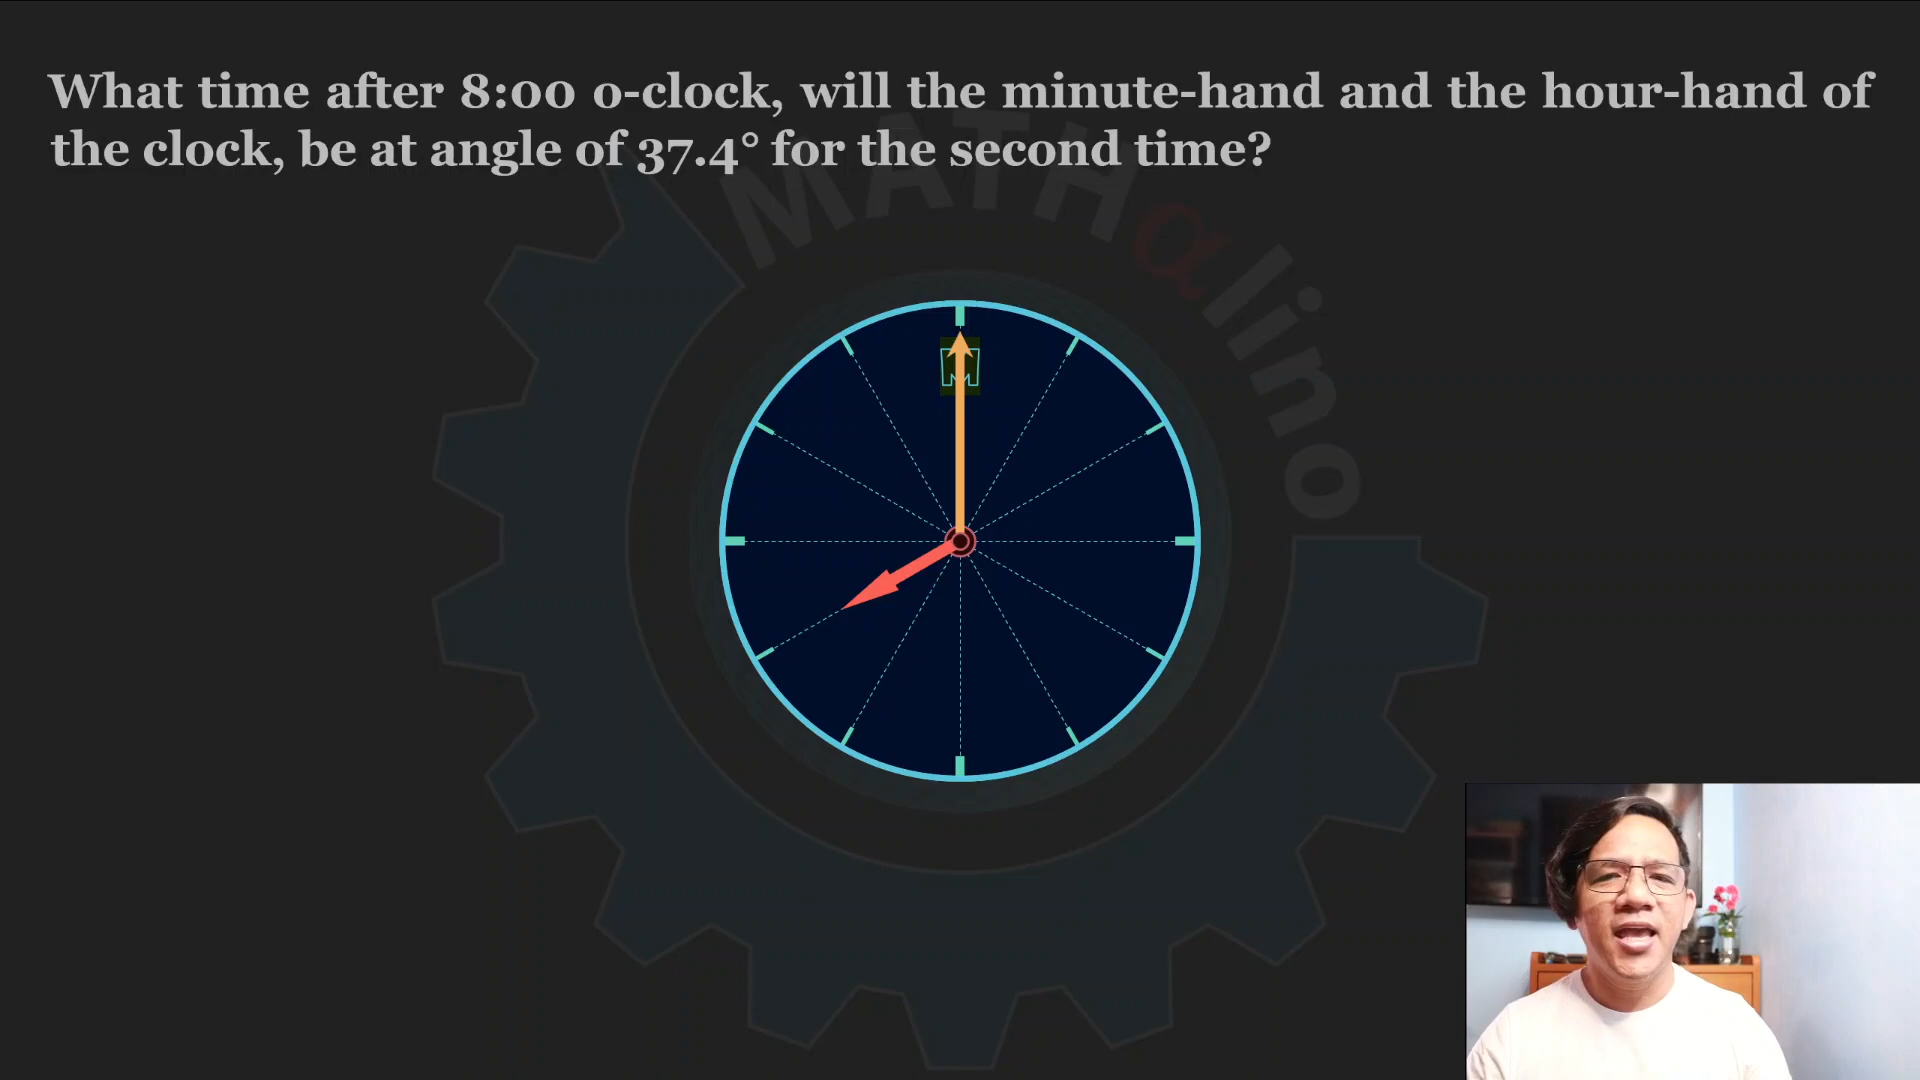 What time after 8:00 o-clock, will the minute-hand and the hour-hand of
the clock, be at angle of 37.4° for the second time?
MATHalino
M